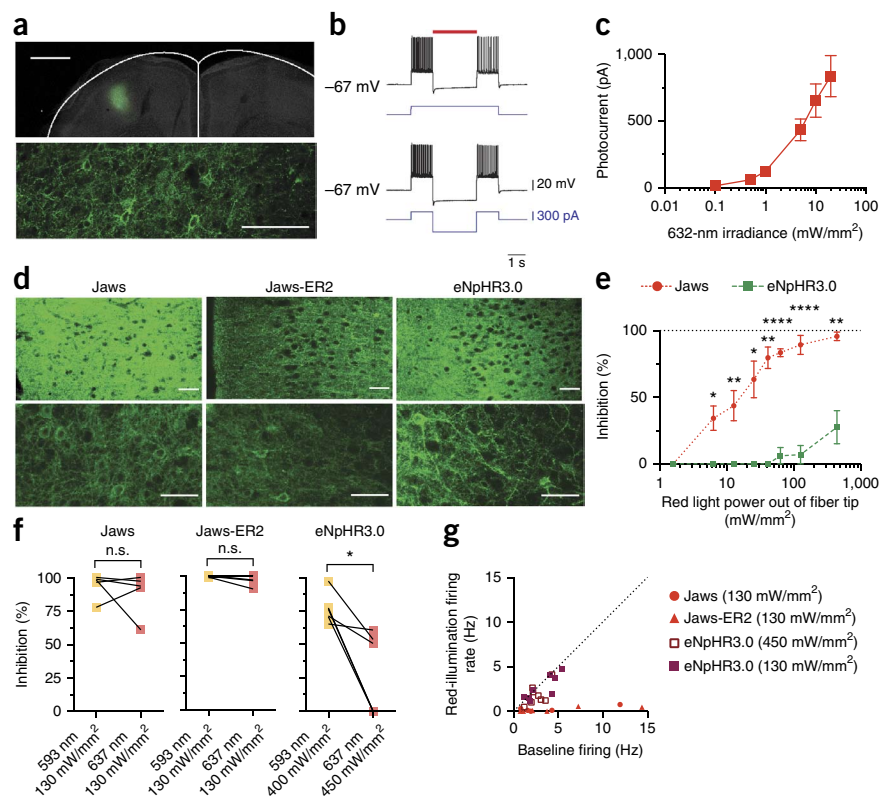 a
b
c
−67 mV
−67 mV
20 mV
300 pA
1 s
1,000
500
0
Photocurrent (pA)
0.01 0.1 1 10 100
632-nm irradiance (mW/mm²)
d
Jaws Jaws-ER2 eNpHR3.0
e
Jaws eNpHR3.0
* ** * ** **** **** **
100
50
0
Inhibition (%)
1 10 100 1,000
Red light power out of fiber tip
(mW/mm²)
f
Jaws Jaws-ER2 eNpHR3.0
n.s. n.s. *
100
75
50
25
0
Inhibition (%)
593 nm
130 mW/mm²
637 nm
130 mW/mm²
593 nm
130 mW/mm²
637 nm
130 mW/mm²
593 nm
400 mW/mm²
637 nm
450 mW/mm²
g
15
10
5
0
Red-illumination firing
rate (Hz)
0 5 10 15
Baseline firing (Hz)
Jaws (130 mW/mm²)
Jaws-ER2 (130 mW/mm²)
eNpHR3.0 (450 mW/mm²)
eNpHR3.0 (130 mW/mm²)